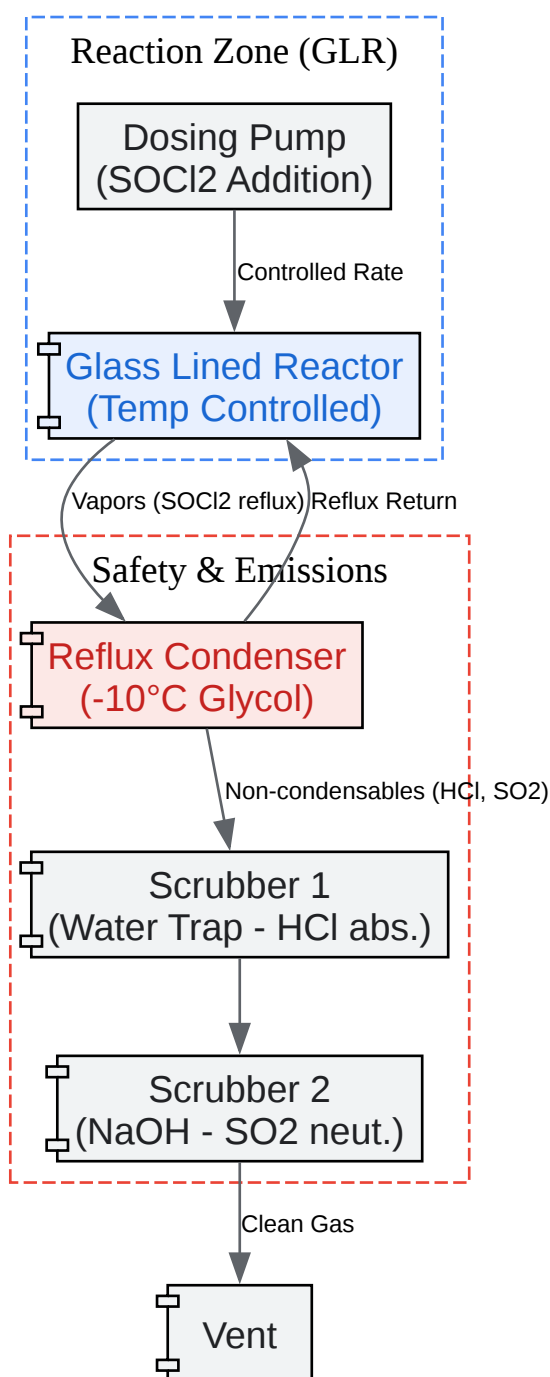 Reaction Zone (GLR)
Dosing Pump
(SOCl2 Addition)
Controlled Rate
Glass Lined Reactor
(Temp Controlled)
Vapors (SOCl2 reflux)
Reflux Return
Safety & Emissions
Reflux Condenser
(-10°C Glycol)
Non-condensables (HCl, SO2)
Scrubber 1
(Water Trap - HCl abs.)
Scrubber 2
(NaOH - SO2 neut.)
Clean Gas
Vent